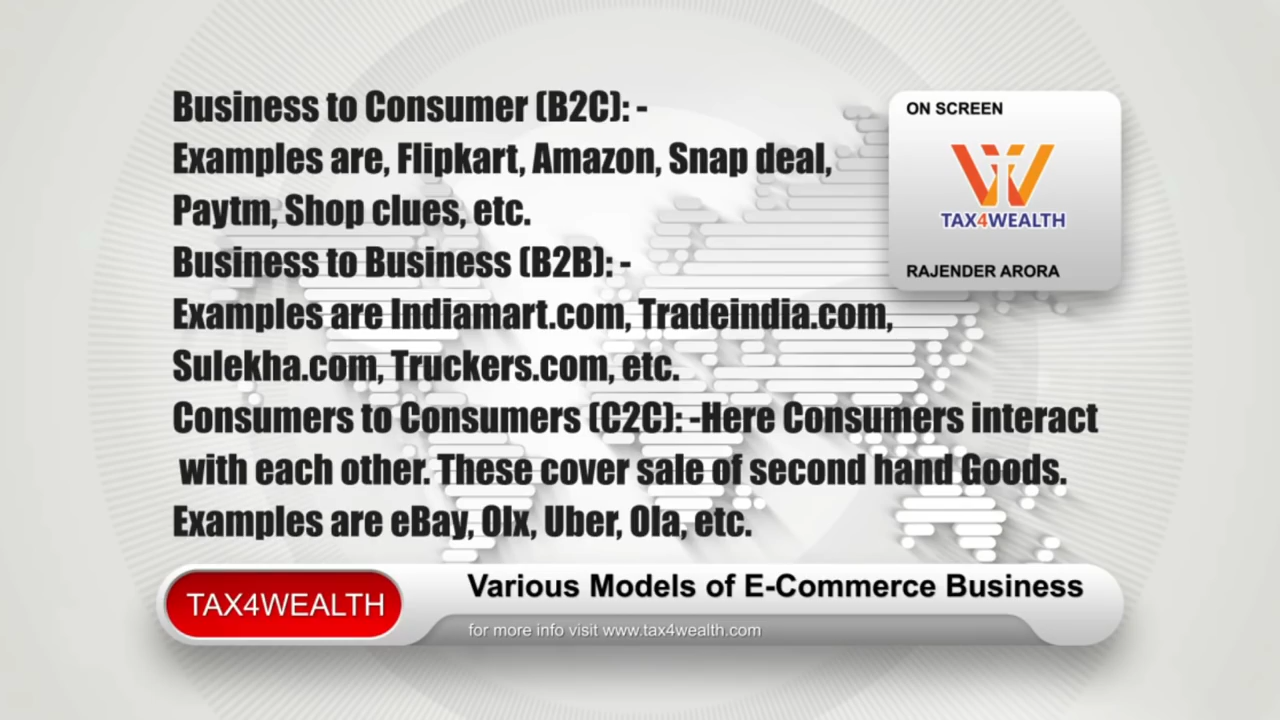 Business to Consumer (B2C): -
Examples are, Flipkart, Amazon, Snap deal,
Paytm, Shop clues, etc.
Business to Business (B2B): -
Examples are Indiamart.com, Tradeindia.com,
Sulekha.com, Truckers.com, etc.
Consumers to Consumers (C2C): -Here Consumers interact
with each other. These cover sale of second hand Goods.
Examples are eBay, Olx, Uber, Ola, etc.
ON SCREEN
TAX4WEALTH
RAJENDER ARORA
TAX4WEALTH
Various Models of E-Commerce Business
for more info visit www.tax4wealth.com